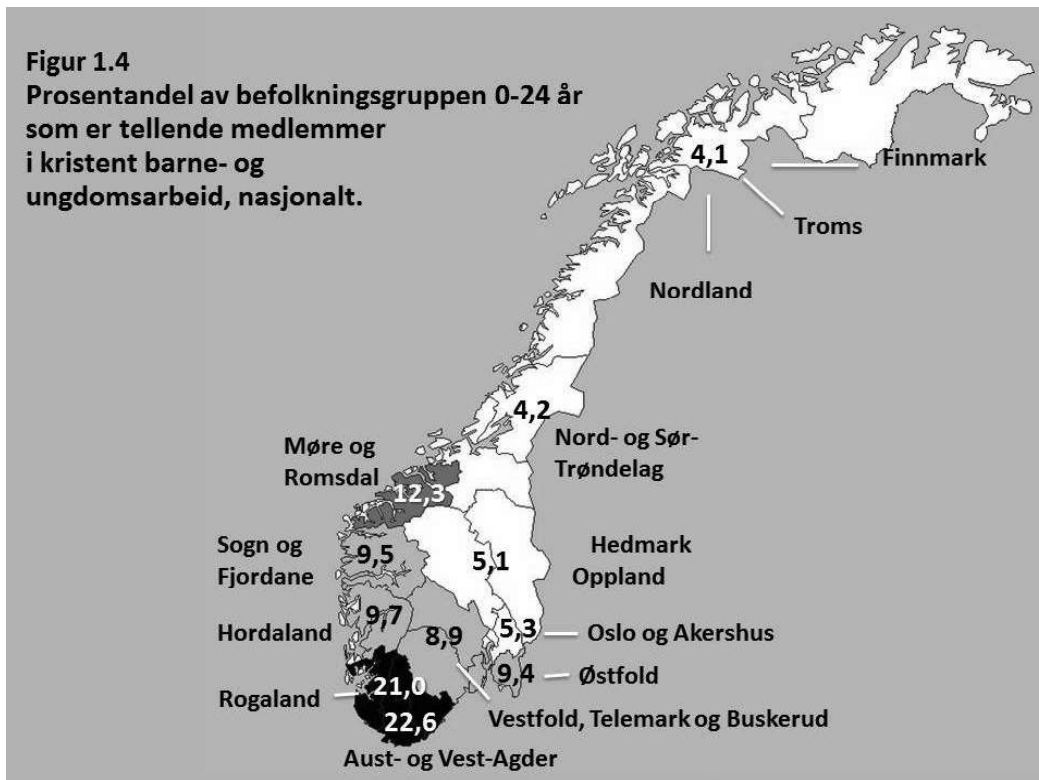 Figur 1.4
Prosentandel av befolkningsgruppen 0-24 år
som er tellende medlemmer
i kristent barne- og
ungdomsarbeid, nasjonalt.
4,1
Finnmark
Troms
Nordland
4,2
Nord- og Sør-
Trøndelag
Møre og
Romsdal
12,3
Sogn og
Fjordane
9,5
5,1
Hedmark
Oppland
Hordaland
9,7
8,9
5,3
Oslo og Akershus
9,4
Østfold
Rogaland
21,0
22,6
Vestfold, Telemark og Buskerud
Aust- og Vest-Agder